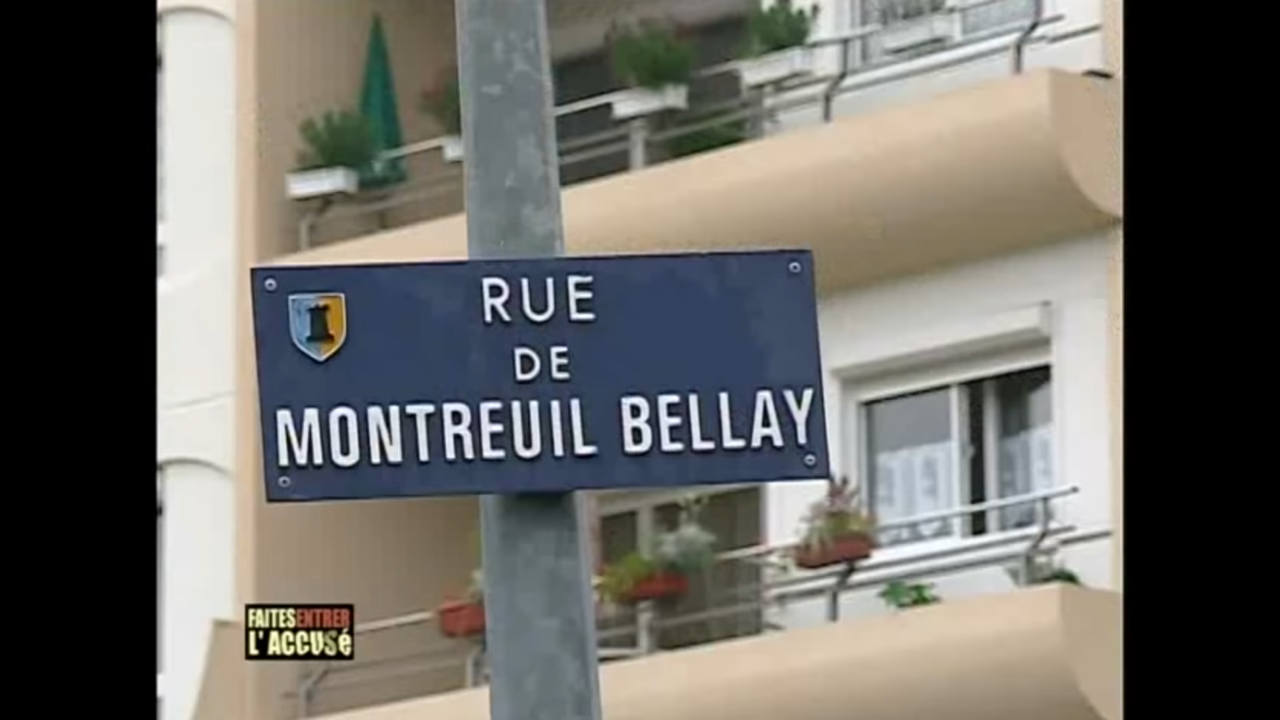 RUE
DE
MONTREUIL BELLAY
FAITES ENTRER
L'ACCUSé